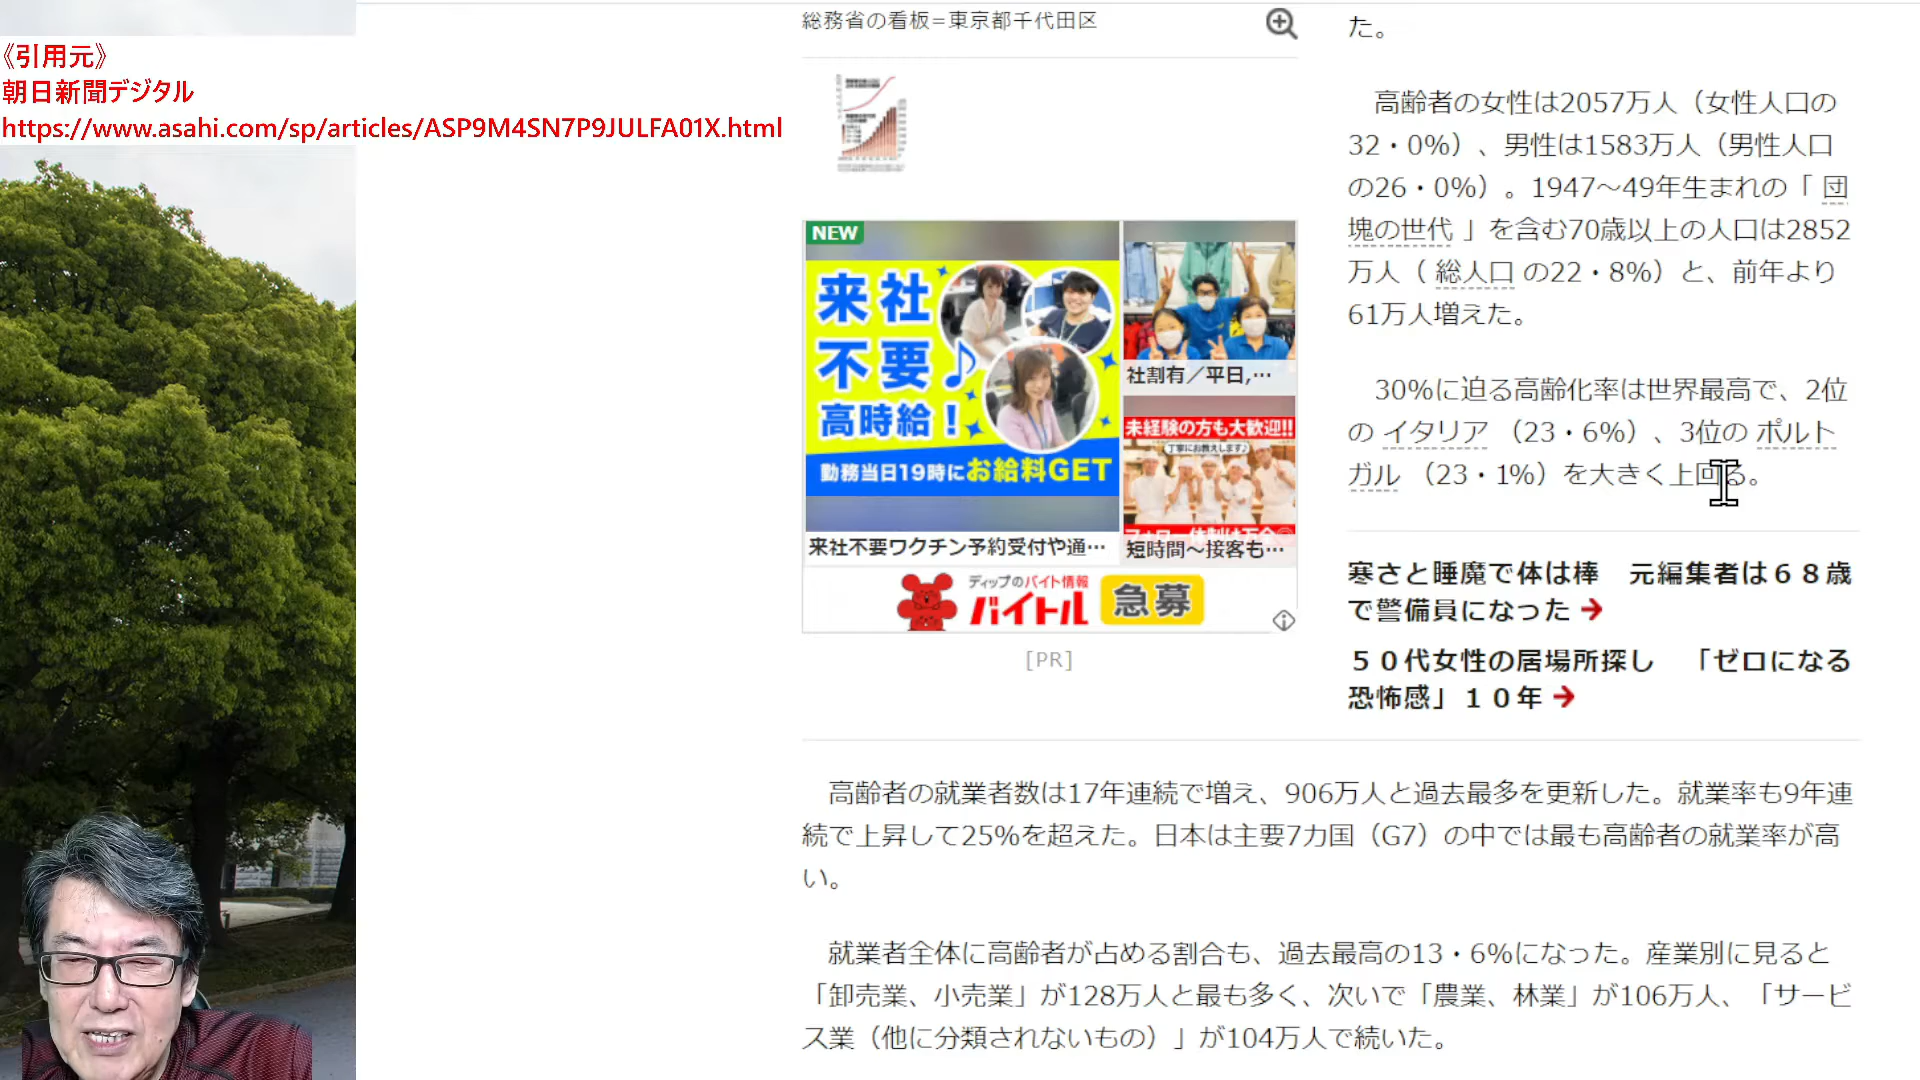 《引用元》
朝日新聞デジタル
https://www.asahi.com/sp/articles/ASP9M4SN7P9JULFA01X.html
総務省の看板=東京都千代田区
NEW
来社
不要♪
高時給！
勤務当日19時にお給料GET
来社不要ワクチン予約受付や通…
社割有／平日,…
未経験の方も大歓迎!!
丁寧にお教えします♪
短時間～接客も…
ディップのバイト情報
バイトル
急募
[PR]
た。
高齢者の女性は2057万人（女性人口の
32・0%）、男性は1583万人（男性人口
の26・0%）。1947～49年生まれの「団
塊の世代」を含む70歳以上の人口は2852
万人（総人口の22・8%）と、前年より
61万人増えた。
30%に迫る高齢化率は世界最高で、2位
のイタリア（23・6%）、3位のポルト
ガル（23・1%）を大きく上回る。
寒さと睡魔で体は棒　元編集者は６８歳
で警備員になった
５０代女性の居場所探し　「ゼロになる
恐怖感」１０年
高齢者の就業者数は17年連続で増え、906万人と過去最多を更新した。就業率も9年連
続で上昇して25%を超えた。日本は主要7カ国（G7）の中では最も高齢者の就業率が高
い。
就業者全体に高齢者が占める割合も、過去最高の13・6%になった。産業別に見ると
「卸売業、小売業」が128万人と最も多く、次いで「農業、林業」が106万人、「サービ
ス業（他に分類されないもの）」が104万人で続いた。